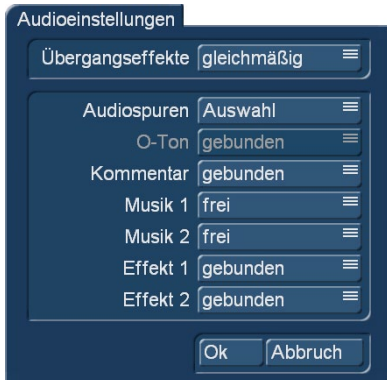 Audioeinstellungen
Übergangseffekte gleichmäßig
Audiospuren Auswahl
O-Ton gebunden
Kommentar gebunden
Musik 1 frei
Musik 2 frei
Effekt 1 gebunden
Effekt 2 gebunden
Ok Abbruch